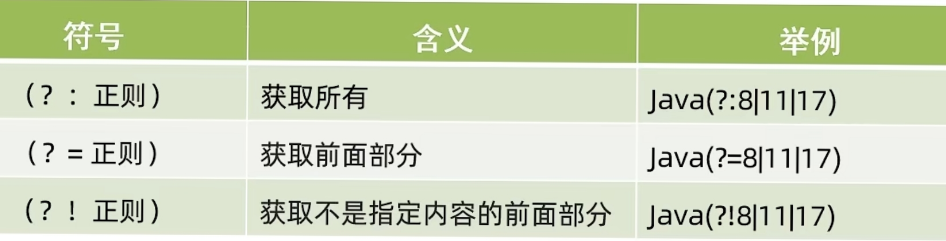 符号 含义 举例
(？：正则) 获取所有 Java(?:8|11|17)
(？=正则) 获取前面部分 Java(?=8|11|17)
(？！正则) 获取不是指定内容的前面部分 Java(?!8|11|17)